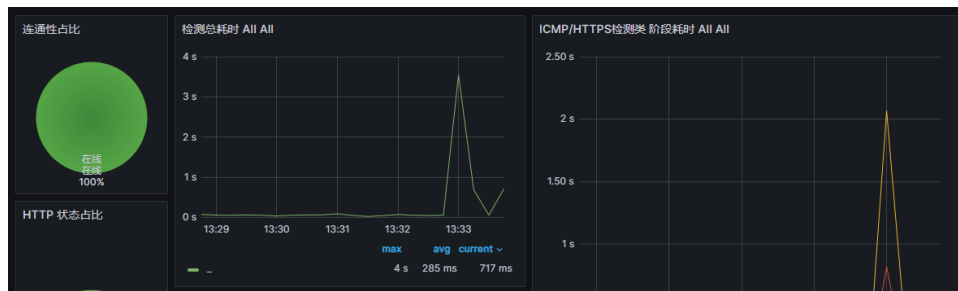 连通性占比
在线
在线
100%
HTTP 状态占比
检测总耗时 All All
4 s
3 s
2 s
1 s
0 s
13:29 13:30 13:31 13:32 13:33
max avg current
_ 4 s 285 ms 717 ms
ICMP/HTTPS检测类 阶段耗时 All All
2.50 s
2 s
1.50 s
1 s